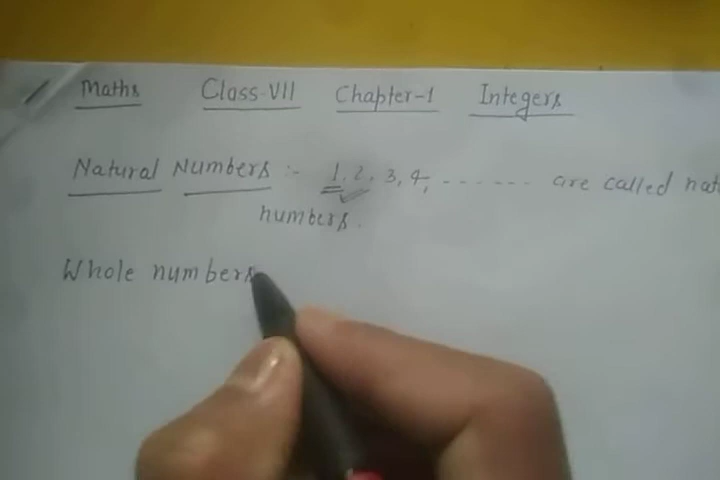 Maths Class-VII Chapter-1 Integers
Natural Numbers :- 1, 2, 3, 4, ------ are called
numbers.
Whole numbers